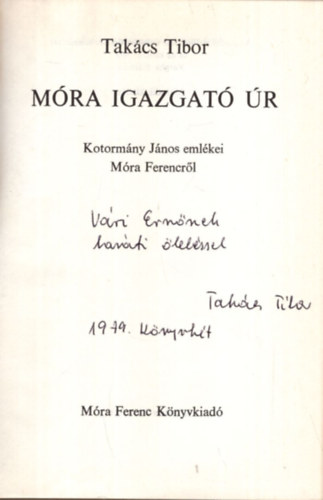 Takács Tibor
MÓRA IGAZGATÓ ÚR
Kotormány János emlékei
Móra Ferencről
Vári Ernőnek
baráti öleléssel
Takács Tibor
1979. Könyvhét
Móra Ferenc Könyvkiadó